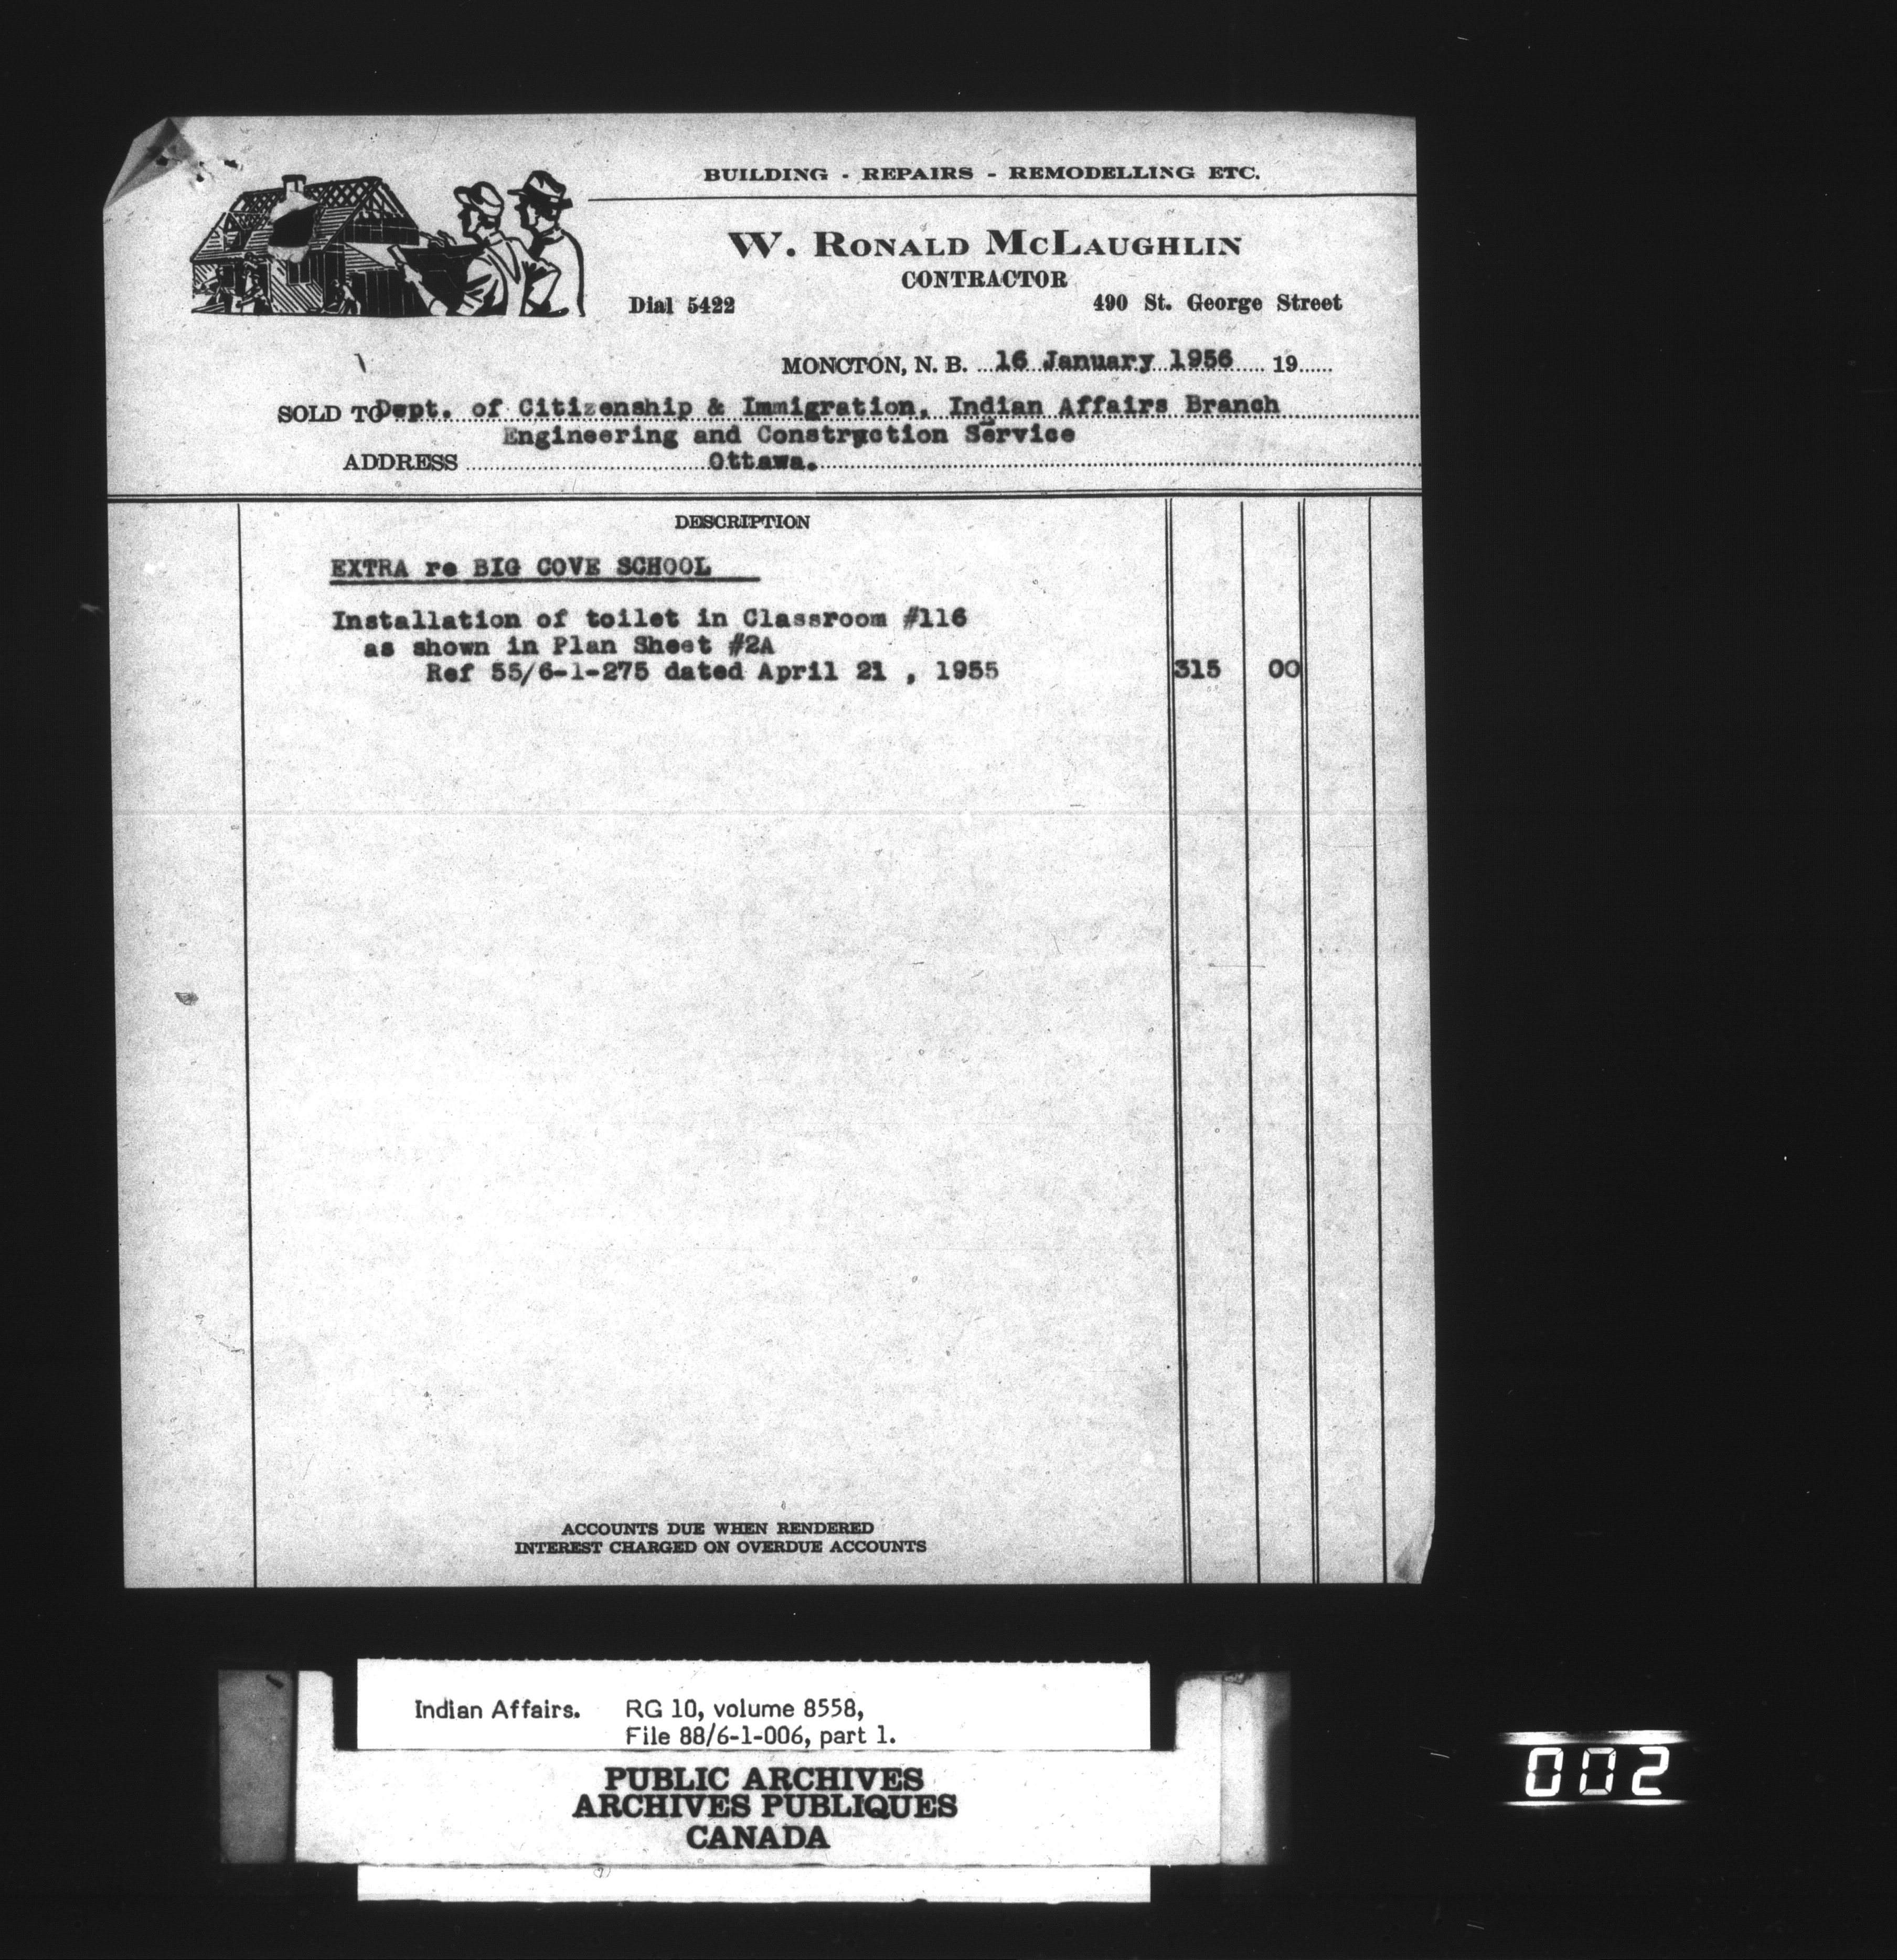 BUILDING - REPAIRS - REMODELLING ETC.
W. RONALD MCLAUGHLIN
CONTRACTOR
Dial 5422 490 St. George Street
MONCTON, N. B. ... 16 January 1956 ..... 19......
SOLD TO Dept. of Citizenship & Immigration, Indian Affairs Branch
Engineering and Construction Service
ADDRESS ........ Ottawa. ........
DESCRIPTION
EXTRA re BIG COVE SCHOOL
Installation of toilet in Classroom #116
as shown in Plan Sheet #2A
Ref 55/6-1-275 dated April 21 , 1955 315 00
ACCOUNTS DUE WHEN RENDERED
INTEREST CHARGED ON OVERDUE ACCOUNTS
Indian Affairs. RG 10, volume 8558,
File 88/6-1-006, part 1.
PUBLIC ARCHIVES
ARCHIVES PUBLIQUES
CANADA
002